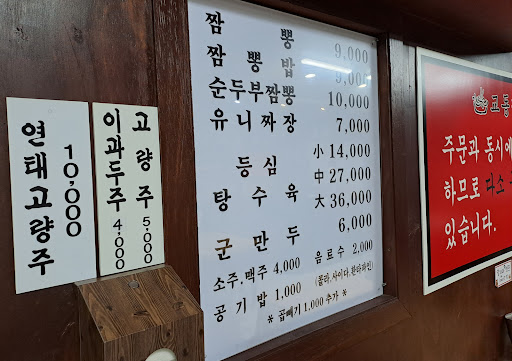 연태고량주
10,000
고량주 5,000
이과두주 4,000
짬뽕 9,000
짬뽕밥 9,000
순두부짬뽕 10,000
유니짜장 7,000
등심탕수육
小 14,000
中 27,000
大 36,000
군만두 6,000
소주.맥주 4,000 음료수 2,000
공기밥 1,000 (콜라,사이다,환타파인)
* 곱빼기 1,000 추가 *
교동
주문과 동시에
하므로 다소
있습니다.